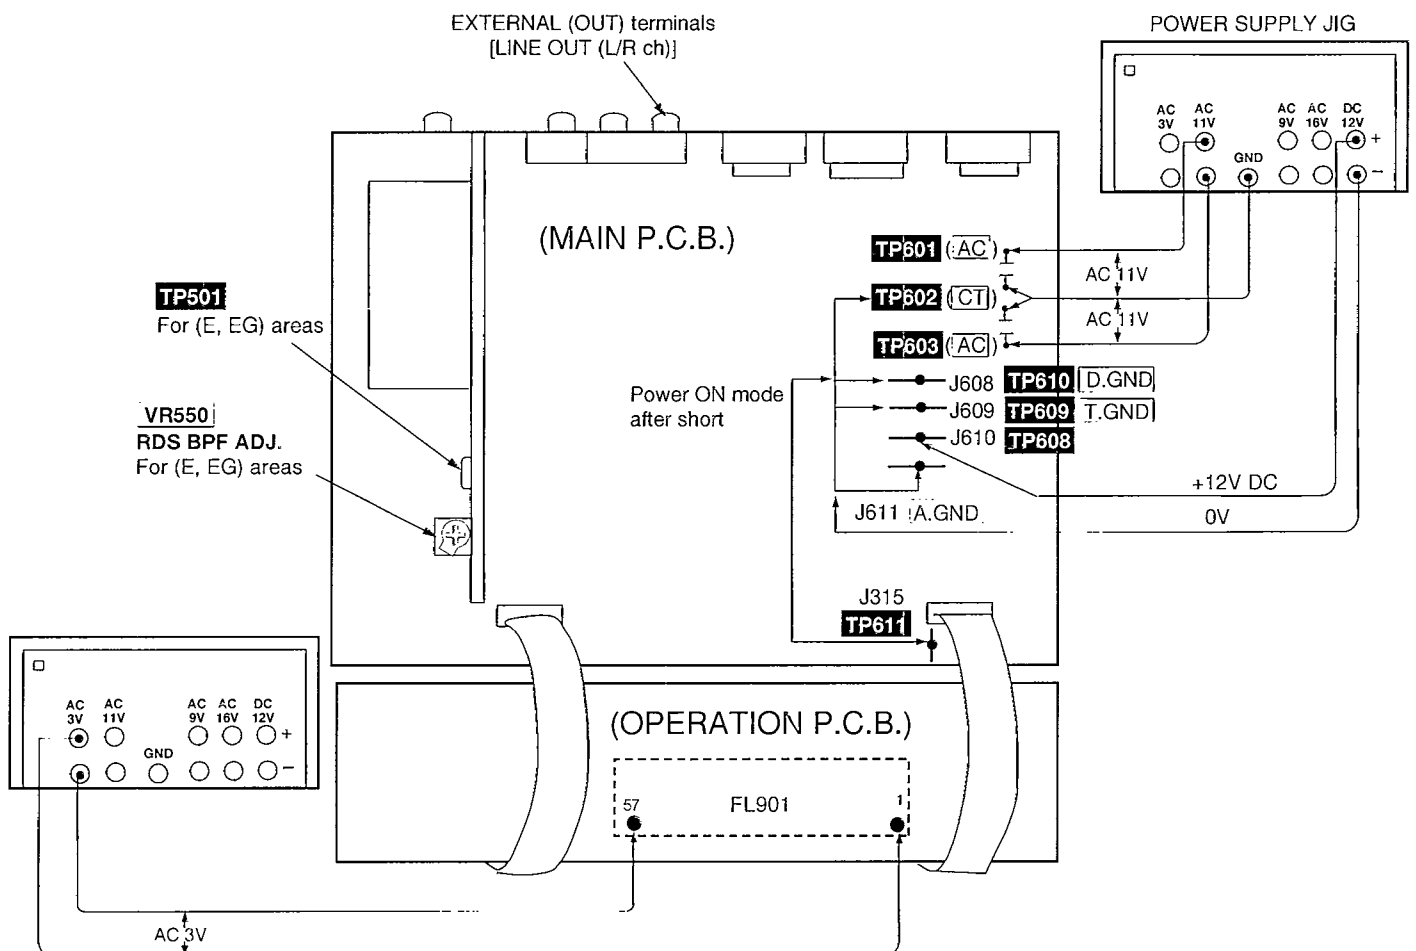 EXTERNAL (OUT) terminals
[LINE OUT (L/R ch)]
POWER SUPPLY JIG
AC 3V
AC 11V
AC 9V
AC 16V
DC 12V
+
GND
−
(MAIN P.C.B.)
TP601 (AC)
AC 11V
TP602 (CT)
AC 11V
TP603 (AC)
TP501
For (E, EG) areas
Power ON mode
after short
J608 TP610 D.GND
J609 TP609 T.GND
J610 TP608
VR550
RDS BPF ADJ.
For (E, EG) areas
+12V DC
J611 A.GND
0V
J315
TP611
AC 3V
AC 11V
AC 9V
AC 16V
DC 12V
+
GND
−
(OPERATION P.C.B.)
57
FL901
1
AC 3V